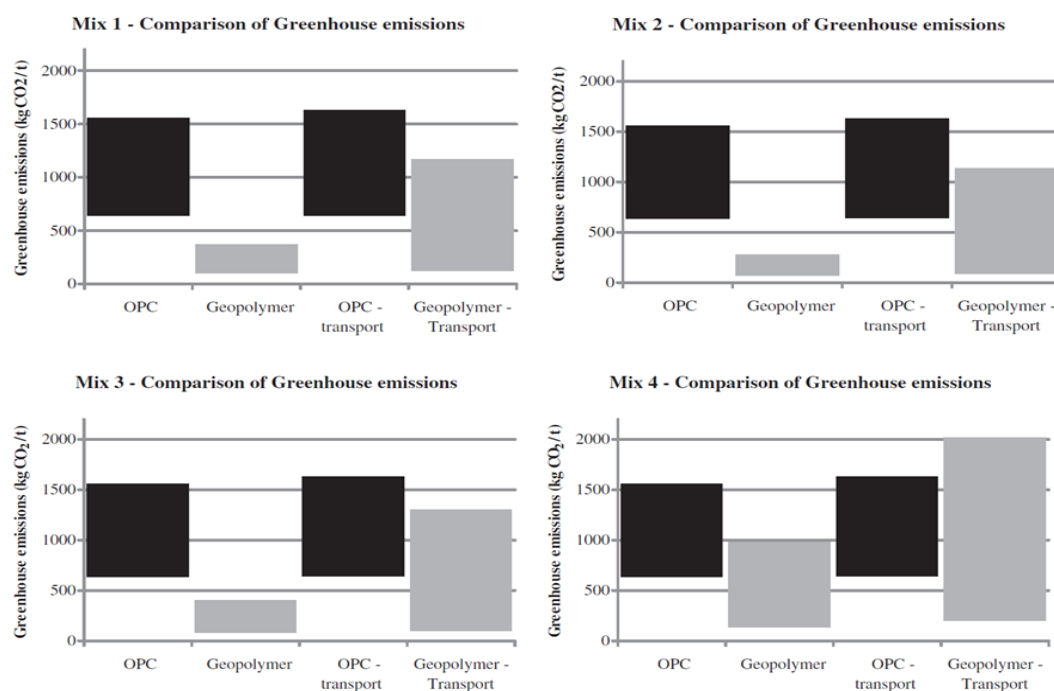 Mix 1 - Comparison of Greenhouse emissions
Greenhouse emissions (kgCO2/t)
2000
1500
1000
500
0
OPC
Geopolymer
OPC -
transport
Geopolymer -
Transport
Mix 2 - Comparison of Greenhouse emissions
Greenhouse emissions (kgCO2/t)
2000
1500
1000
500
0
OPC
Geopolymer
OPC -
transport
Geopolymer -
Transport
Mix 3 - Comparison of Greenhouse emissions
Greenhouse emissions (kg CO₂/t)
2000
1500
1000
500
0
OPC
Geopolymer
OPC -
transport
Geopolymer -
Transport
Mix 4 - Comparison of Greenhouse emissions
Greenhouse emissions (kg CO₂/t)
2000
1500
1000
500
0
OPC
Geopolymer
OPC -
transport
Geopolymer -
Transport